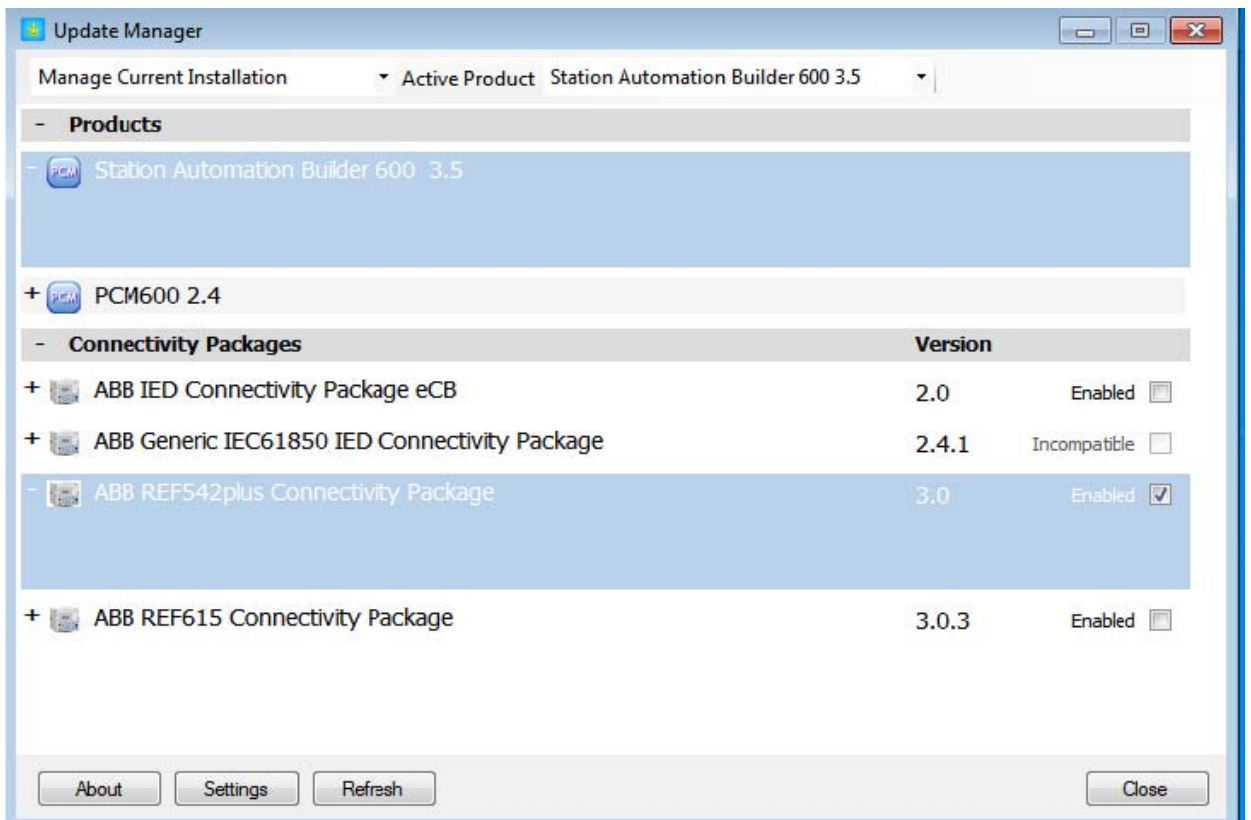 Update Manager
Manage Current Installation Active Product Station Automation Builder 600 3.5
- Products
- PCM Station Automation Builder 600 3.5
+ PCM PCM600 2.4
- Connectivity Packages Version
+ ABB IED Connectivity Package eCB 2.0 Enabled
+ ABB Generic IEC61850 IED Connectivity Package 2.4.1 Incompatible
- ABB REF542plus Connectivity Package 3.0 Enabled
+ ABB REF615 Connectivity Package 3.0.3 Enabled
About Settings Refresh Close